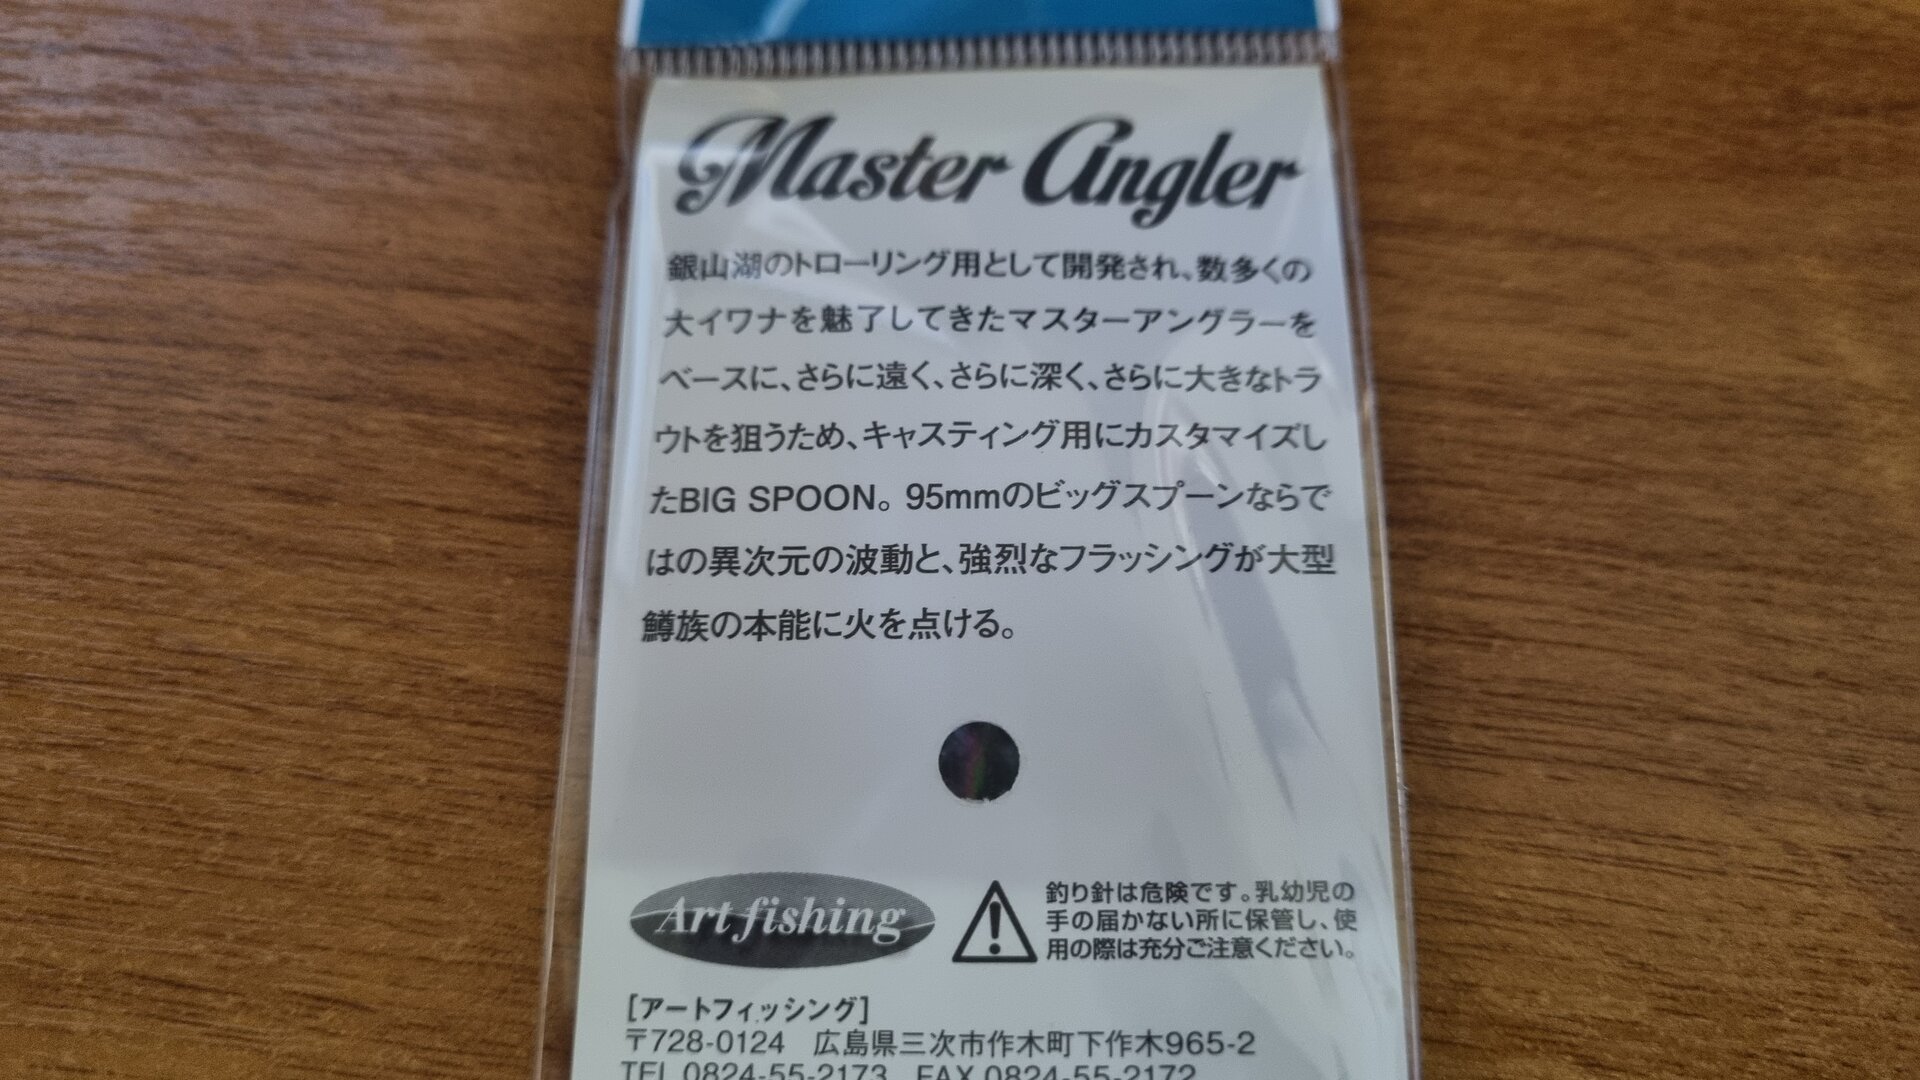 Master Angler
銀山湖のトローリング用として開発され、数多くの
大イワナを魅了してきたマスターアングラーを
ベースに、さらに遠く、さらに深く、さらに大きなトラ
ウトを狙うため、キャスティング用にカスタマイズし
たBIG SPOON。95mmのビッグスプーンならで
はの異次元の波動と、強烈なフラッシングが大型
鱒族の本能に火を点ける。
Art fishing
釣り針は危険です。乳幼児の
手の届かない所に保管し、使
用の際は充分ご注意ください。
[アートフィッシング]
〒728-0124 広島県三次市作木町下作木965-2
TEL 0824-55-2173 FAX 0824-55-2172